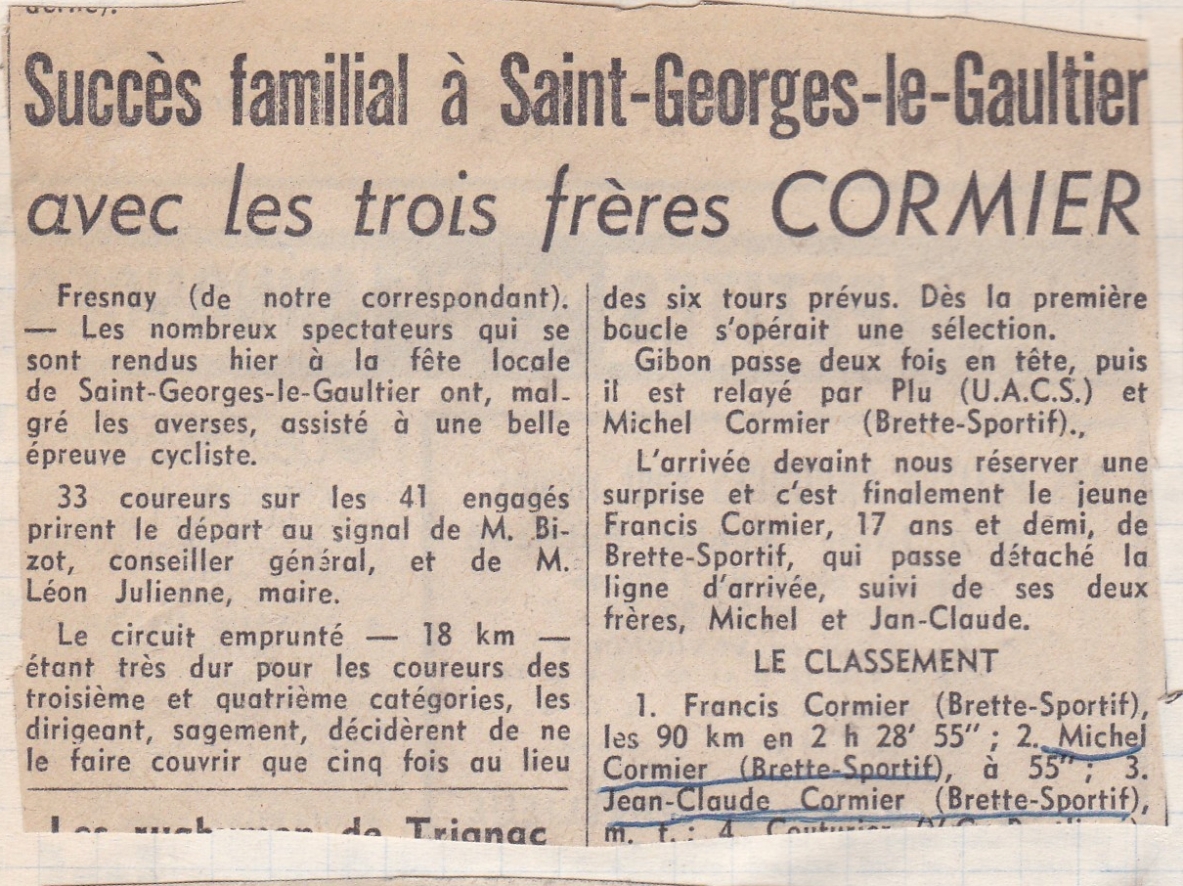 Succès familial à Saint-Georges-le-Gaultier
avec les trois frères CORMIER
Fresnay (de notre correspondant).
— Les nombreux spectateurs qui se
sont rendus hier à la fête locale
de Saint-Georges-le-Gaultier ont, mal-
gré les averses, assisté à une belle
épreuve cycliste.
33 coureurs sur les 41 engagés
prirent le départ au signal de M. Bi-
zot, conseiller général, et de M.
Léon Julienne, maire.
Le circuit emprunté — 18 km —
étant très dur pour les coureurs des
troisième et quatrième catégories, les
dirigeant, sagement, décidèrent de ne
le faire couvrir que cinq fois au lieu
Les rugbymen de Trignac
des six tours prévus. Dès la première
boucle s'opérait une sélection.
Gibon passe deux fois en tête, puis
il est relayé par Plu (U.A.C.S.) et
Michel Cormier (Brette-Sportif).,
L'arrivée devaint nous réserver une
surprise et c'est finalement le jeune
Francis Cormier, 17 ans et demi, de
Brette-Sportif, qui passe détaché la
ligne d'arrivée, suivi de ses deux
frères, Michel et Jan-Claude.
LE CLASSEMENT
1. Francis Cormier (Brette-Sportif),
les 90 km en 2 h 28' 55" ; 2. Michel
Cormier (Brette-Sportif), à 55" ; 3.
Jean-Claude Cormier (Brette-Sportif),
m. t. ; 4. Couturier